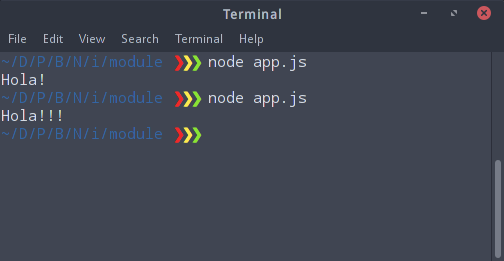 Terminal
File Edit View Search Terminal Help
~/D/P/B/N/i/module ❯❯❯ node app.js
Hola!
~/D/P/B/N/i/module ❯❯❯ node app.js
Hola!!!
~/D/P/B/N/i/module ❯❯❯